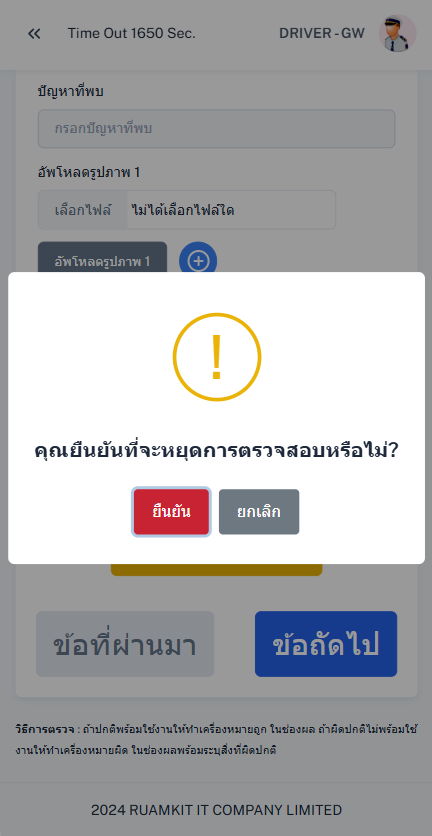 Time Out 1650 Sec.
DRIVER - GW
ปัญหาที่พบ
กรอกปัญหาที่พบ
อัพโหลดรูปภาพ 1
เลือกไฟล์ ไม่ได้เลือกไฟล์ใด
อัพโหลดรูปภาพ 1
!
คุณยืนยันที่จะหยุดการตรวจสอบหรือไม่?
ยืนยัน ยกเลิก
ข้อที่ผ่านมา ข้อถัดไป
วิธีการตรวจ : ถ้าปกติพร้อมใช้งานให้ทำเครื่องหมายถูก ในช่องผล ถ้าผิดปกติไม่พร้อมใช้
งานให้ทำเครื่องหมายผิด ในช่องผลพร้อมระบุสิ่งที่ผิดปกติ
2024 RUAMKIT IT COMPANY LIMITED